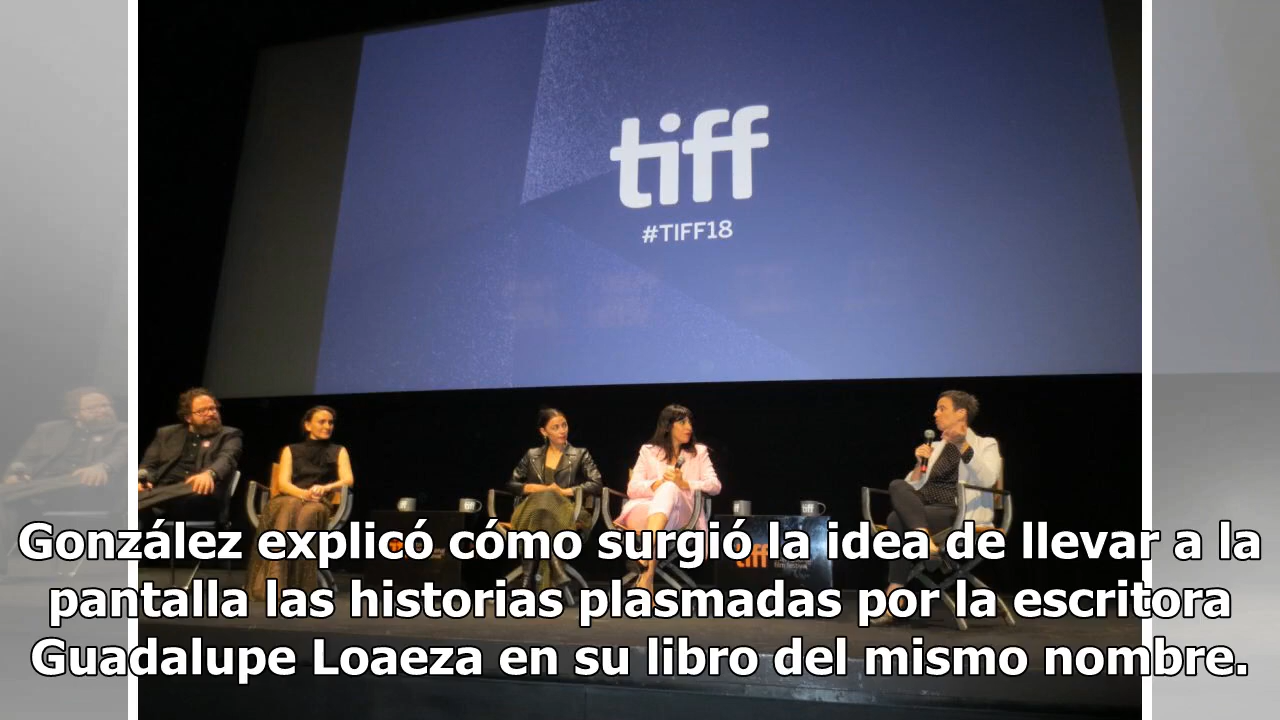 tiff
#TIFF18
tiff
González explicó cómo surgió la idea de llevar a la
pantalla las historias plasmadas por la escritora
Guadalupe Loaeza en su libro del mismo nombre.